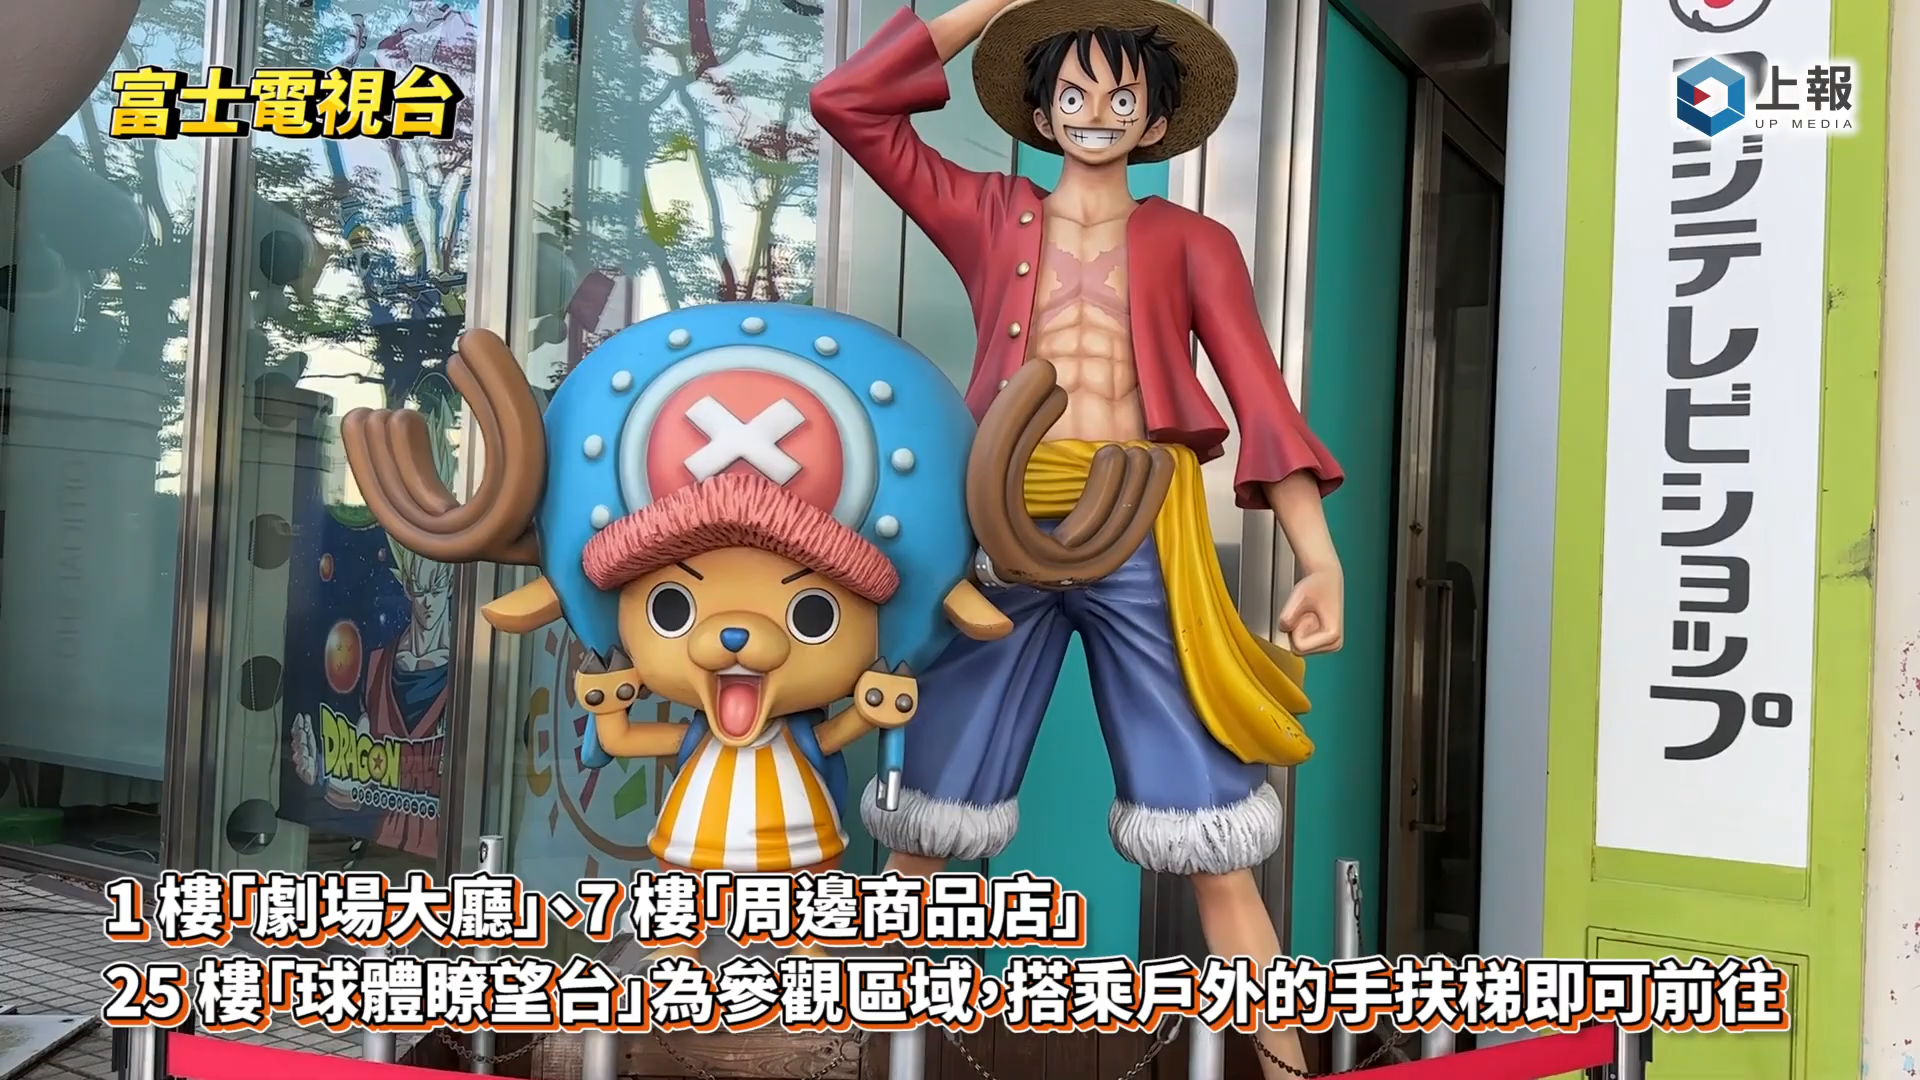 富士電視台
上報
UP MEDIA
フジテレビショップ
DRAGON BALL
1 樓「劇場大廳」、7 樓「周邊商品店」
25 樓「球體瞭望台」為參觀區域,搭乘戶外的手扶梯即可前往